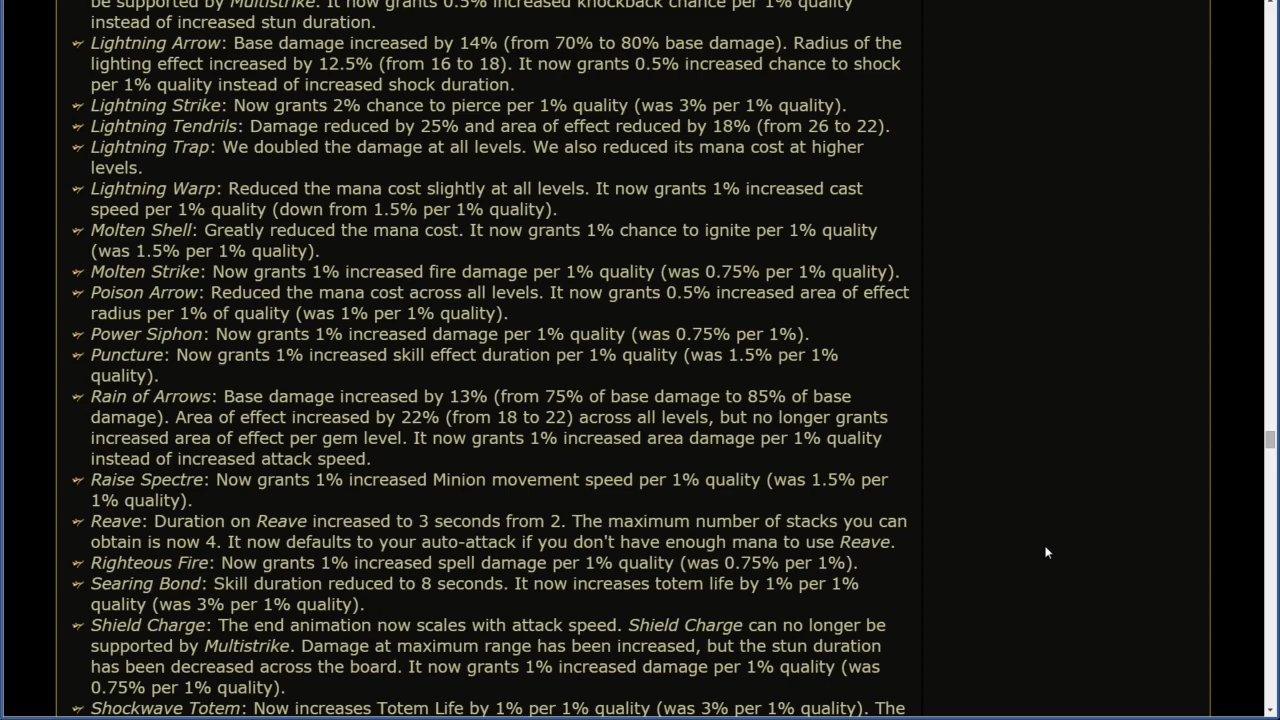 be supported by Multistrike. It now grants 0.5% increased knockback chance per 1% quality
instead of increased stun duration.
Lightning Arrow: Base damage increased by 14% (from 70% to 80% base damage). Radius of the
lighting effect increased by 12.5% (from 16 to 18). It now grants 0.5% increased chance to shock
per 1% quality instead of increased shock duration.
Lightning Strike: Now grants 2% chance to pierce per 1% quality (was 3% per 1% quality).
Lightning Tendrils: Damage reduced by 25% and area of effect reduced by 18% (from 26 to 22).
Lightning Trap: We doubled the damage at all levels. We also reduced its mana cost at higher
levels.
Lightning Warp: Reduced the mana cost slightly at all levels. It now grants 1% increased cast
speed per 1% quality (down from 1.5% per 1% quality).
Molten Shell: Greatly reduced the mana cost. It now grants 1% chance to ignite per 1% quality
(was 1.5% per 1% quality).
Molten Strike: Now grants 1% increased fire damage per 1% quality (was 0.75% per 1% quality).
Poison Arrow: Reduced the mana cost across all levels. It now grants 0.5% increased area of effect
radius per 1% of quality (was 1% per 1% quality).
Power Siphon: Now grants 1% increased damage per 1% quality (was 0.75% per 1%).
Puncture: Now grants 1% increased skill effect duration per 1% quality (was 1.5% per 1%
quality).
Rain of Arrows: Base damage increased by 13% (from 75% of base damage to 85% of base
damage). Area of effect increased by 22% (from 18 to 22) across all levels, but no longer grants
increased area of effect per gem level. It now grants 1% increased area damage per 1% quality
instead of increased attack speed.
Raise Spectre: Now grants 1% increased Minion movement speed per 1% quality (was 1.5% per
1% quality).
Reave: Duration on Reave increased to 3 seconds from 2. The maximum number of stacks you can
obtain is now 4. It now defaults to your auto-attack if you don't have enough mana to use Reave.
Righteous Fire: Now grants 1% increased spell damage per 1% quality (was 0.75% per 1%).
Searing Bond: Skill duration reduced to 8 seconds. It now increases totem life by 1% per 1%
quality (was 3% per 1% quality).
Shield Charge: The end animation now scales with attack speed. Shield Charge can no longer be
supported by Multistrike. Damage at maximum range has been increased, but the stun duration
has been decreased across the board. It now grants 1% increased damage per 1% quality (was
0.75% per 1% quality).
Shockwave Totem: Now increases Totem Life by 1% per 1% quality (was 3% per 1% quality). The